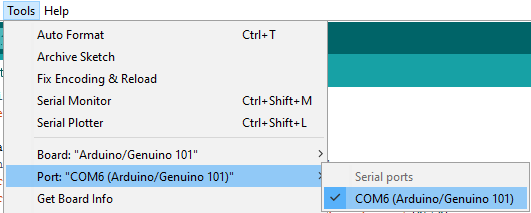 Tools Help
Auto Format Ctrl+T
Archive Sketch
Fix Encoding & Reload
Serial Monitor Ctrl+Shift+M
Serial Plotter Ctrl+Shift+L
Board: "Arduino/Genuino 101"
Port: "COM6 (Arduino/Genuino 101)"
Serial ports
COM6 (Arduino/Genuino 101)
Get Board Info